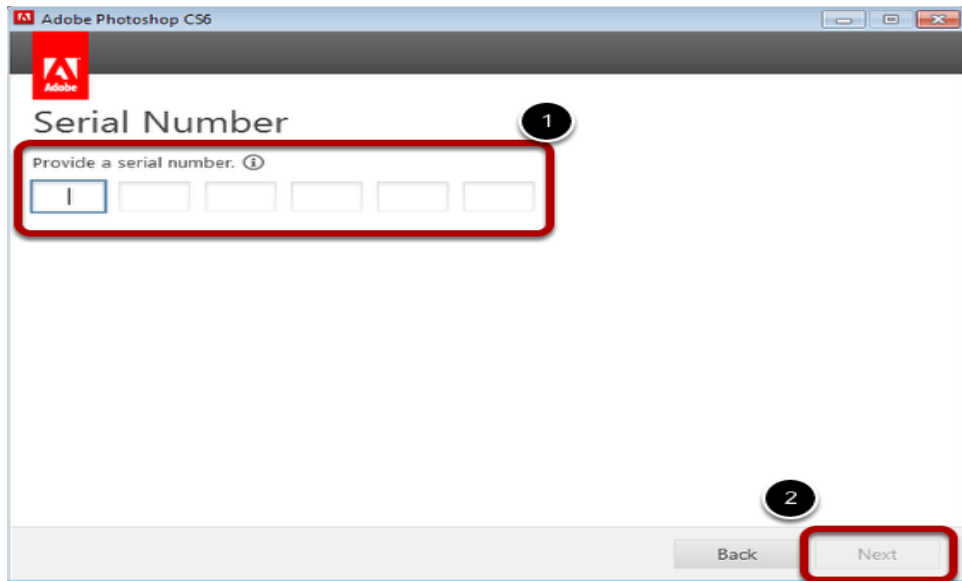 Adobe Photoshop CS6
Adobe
Serial Number
1
Provide a serial number.
2
Back
Next